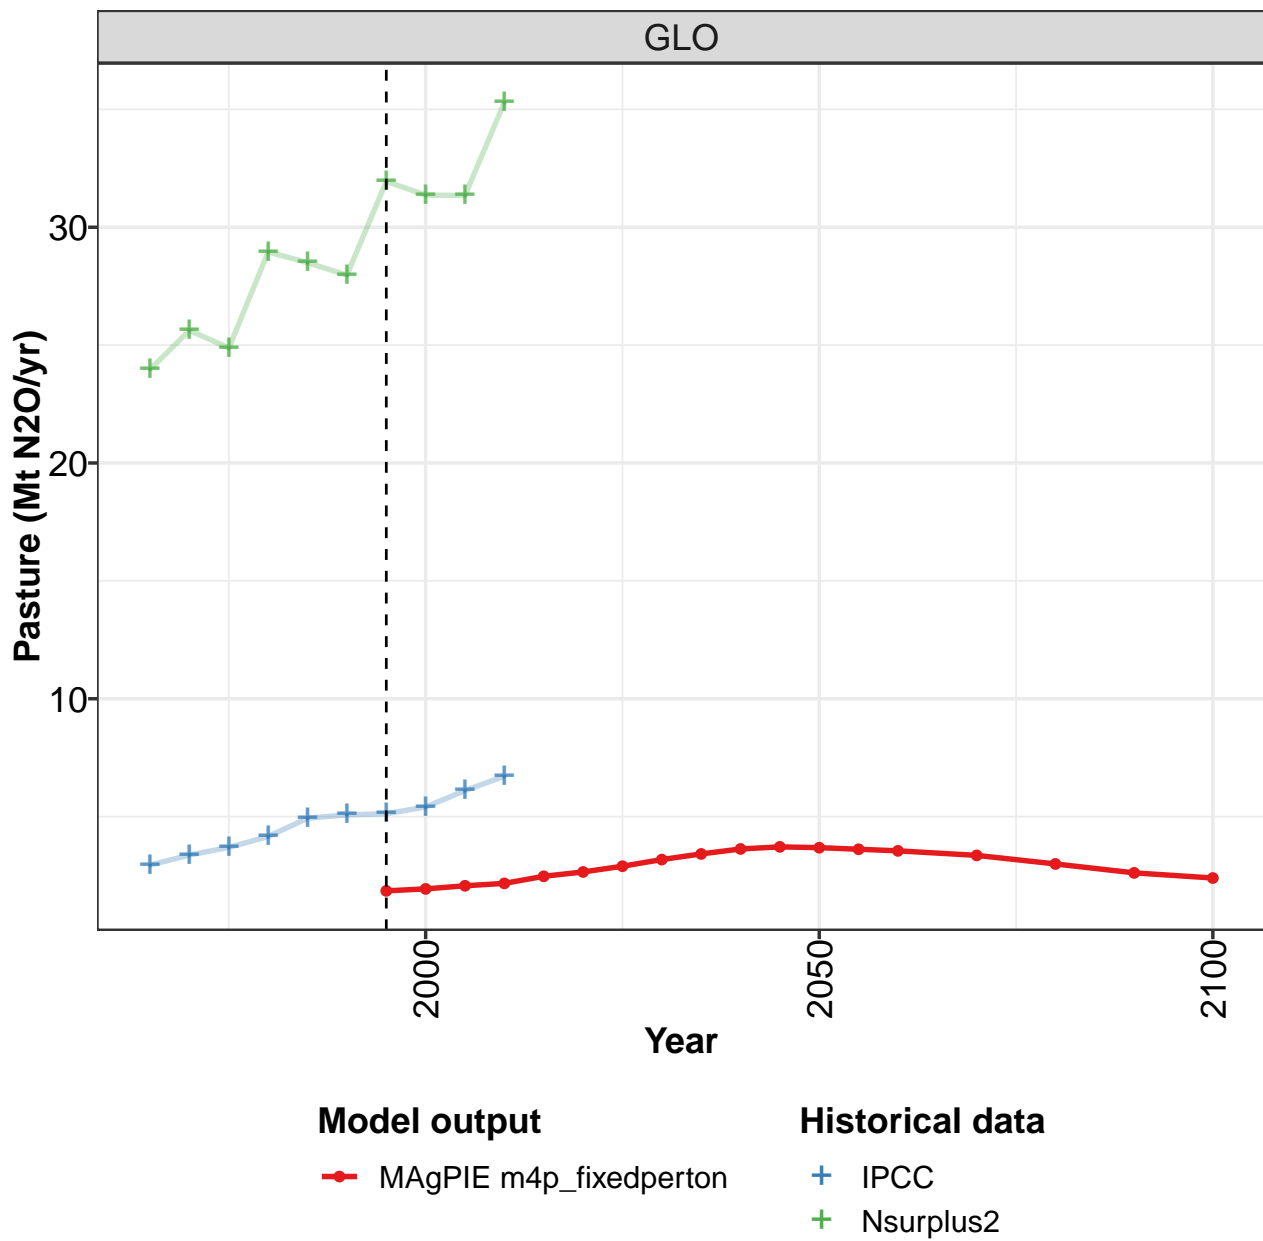 GLO
30
20
10
Pasture (Mt N2O/yr)
2000
2050
2100
Year
Model output
MAgPIE m4p_fixedperton
Historical data
IPCC
Nsurplus2